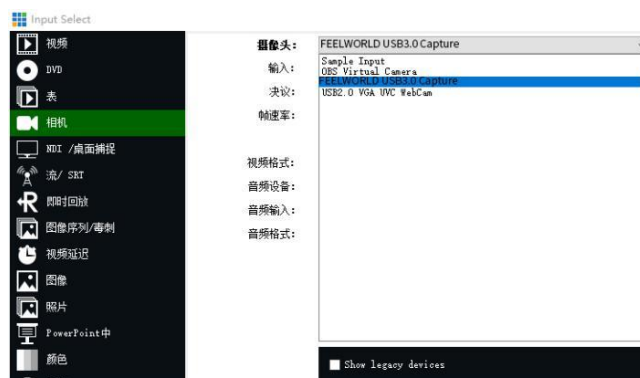 Input Select
视频
DVD
表
相机
NDI /桌面捕捉
流/ SRT
即时回放
图像序列/毒刺
视频延迟
图像
照片
PowerPoint中
颜色
摄像头:
输入:
决议:
帧速率:
视频格式:
音频设备:
音频输入:
音频格式:
FEELWORLD USB3.0 Capture
Sample Input
OBS Virtual Camera
FEELWORLD USB3.0 Capture
USB2.0 VGA UVC WebCam
Show legacy devices